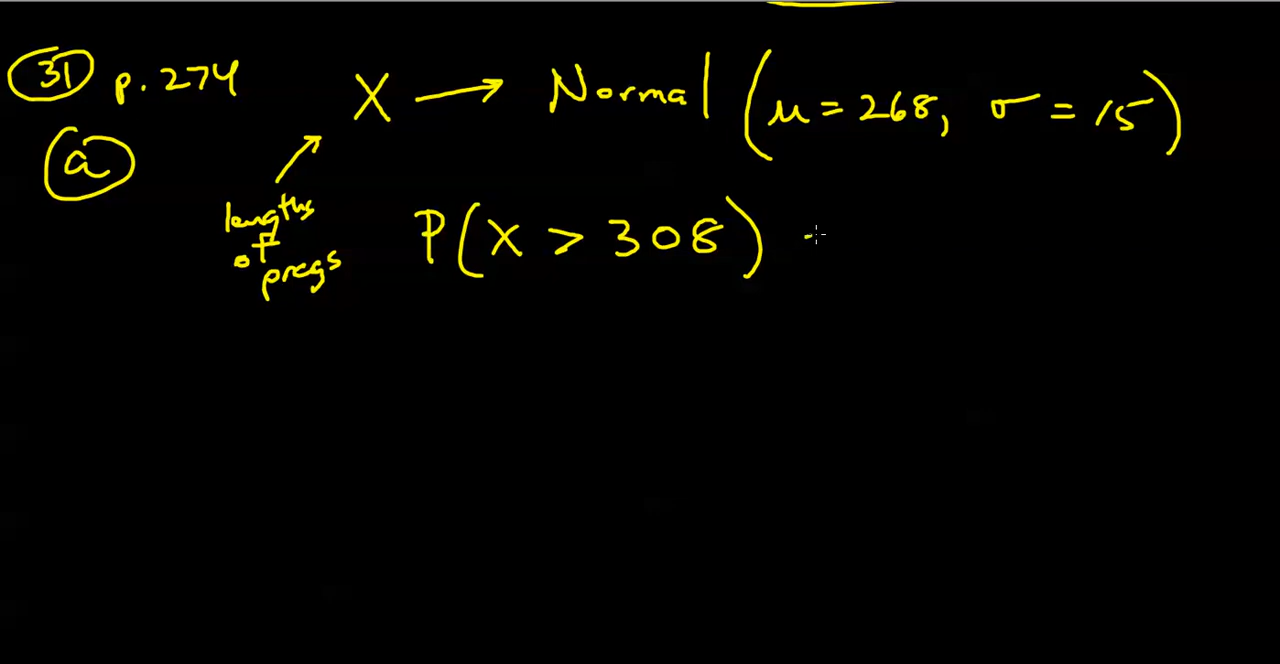 31 p. 274 X → Normal (μ = 268, σ = 15)
a
lengths
of
pregs
P(X > 308) -